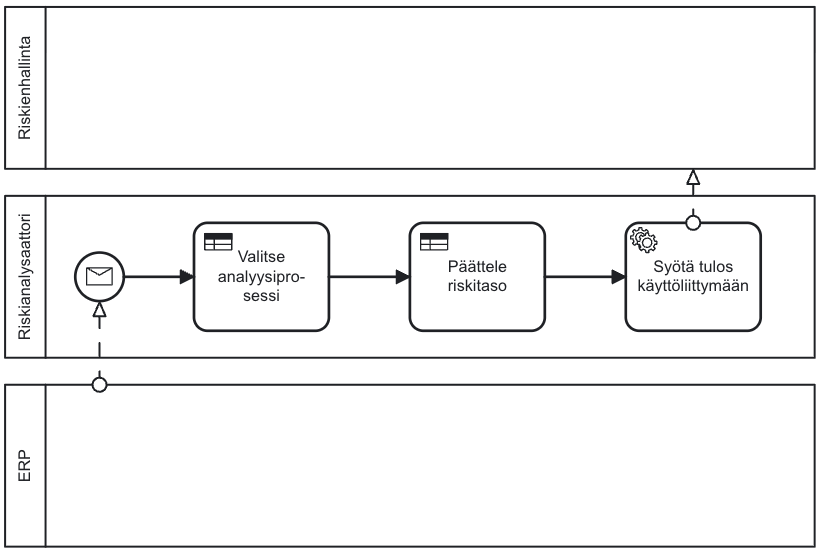 Riskienhallinta
Riskianalysaattori
Valitse
analyysipro-
sessi
Päättele
riskitaso
Syötä tulos
käyttöliittymään
ERP